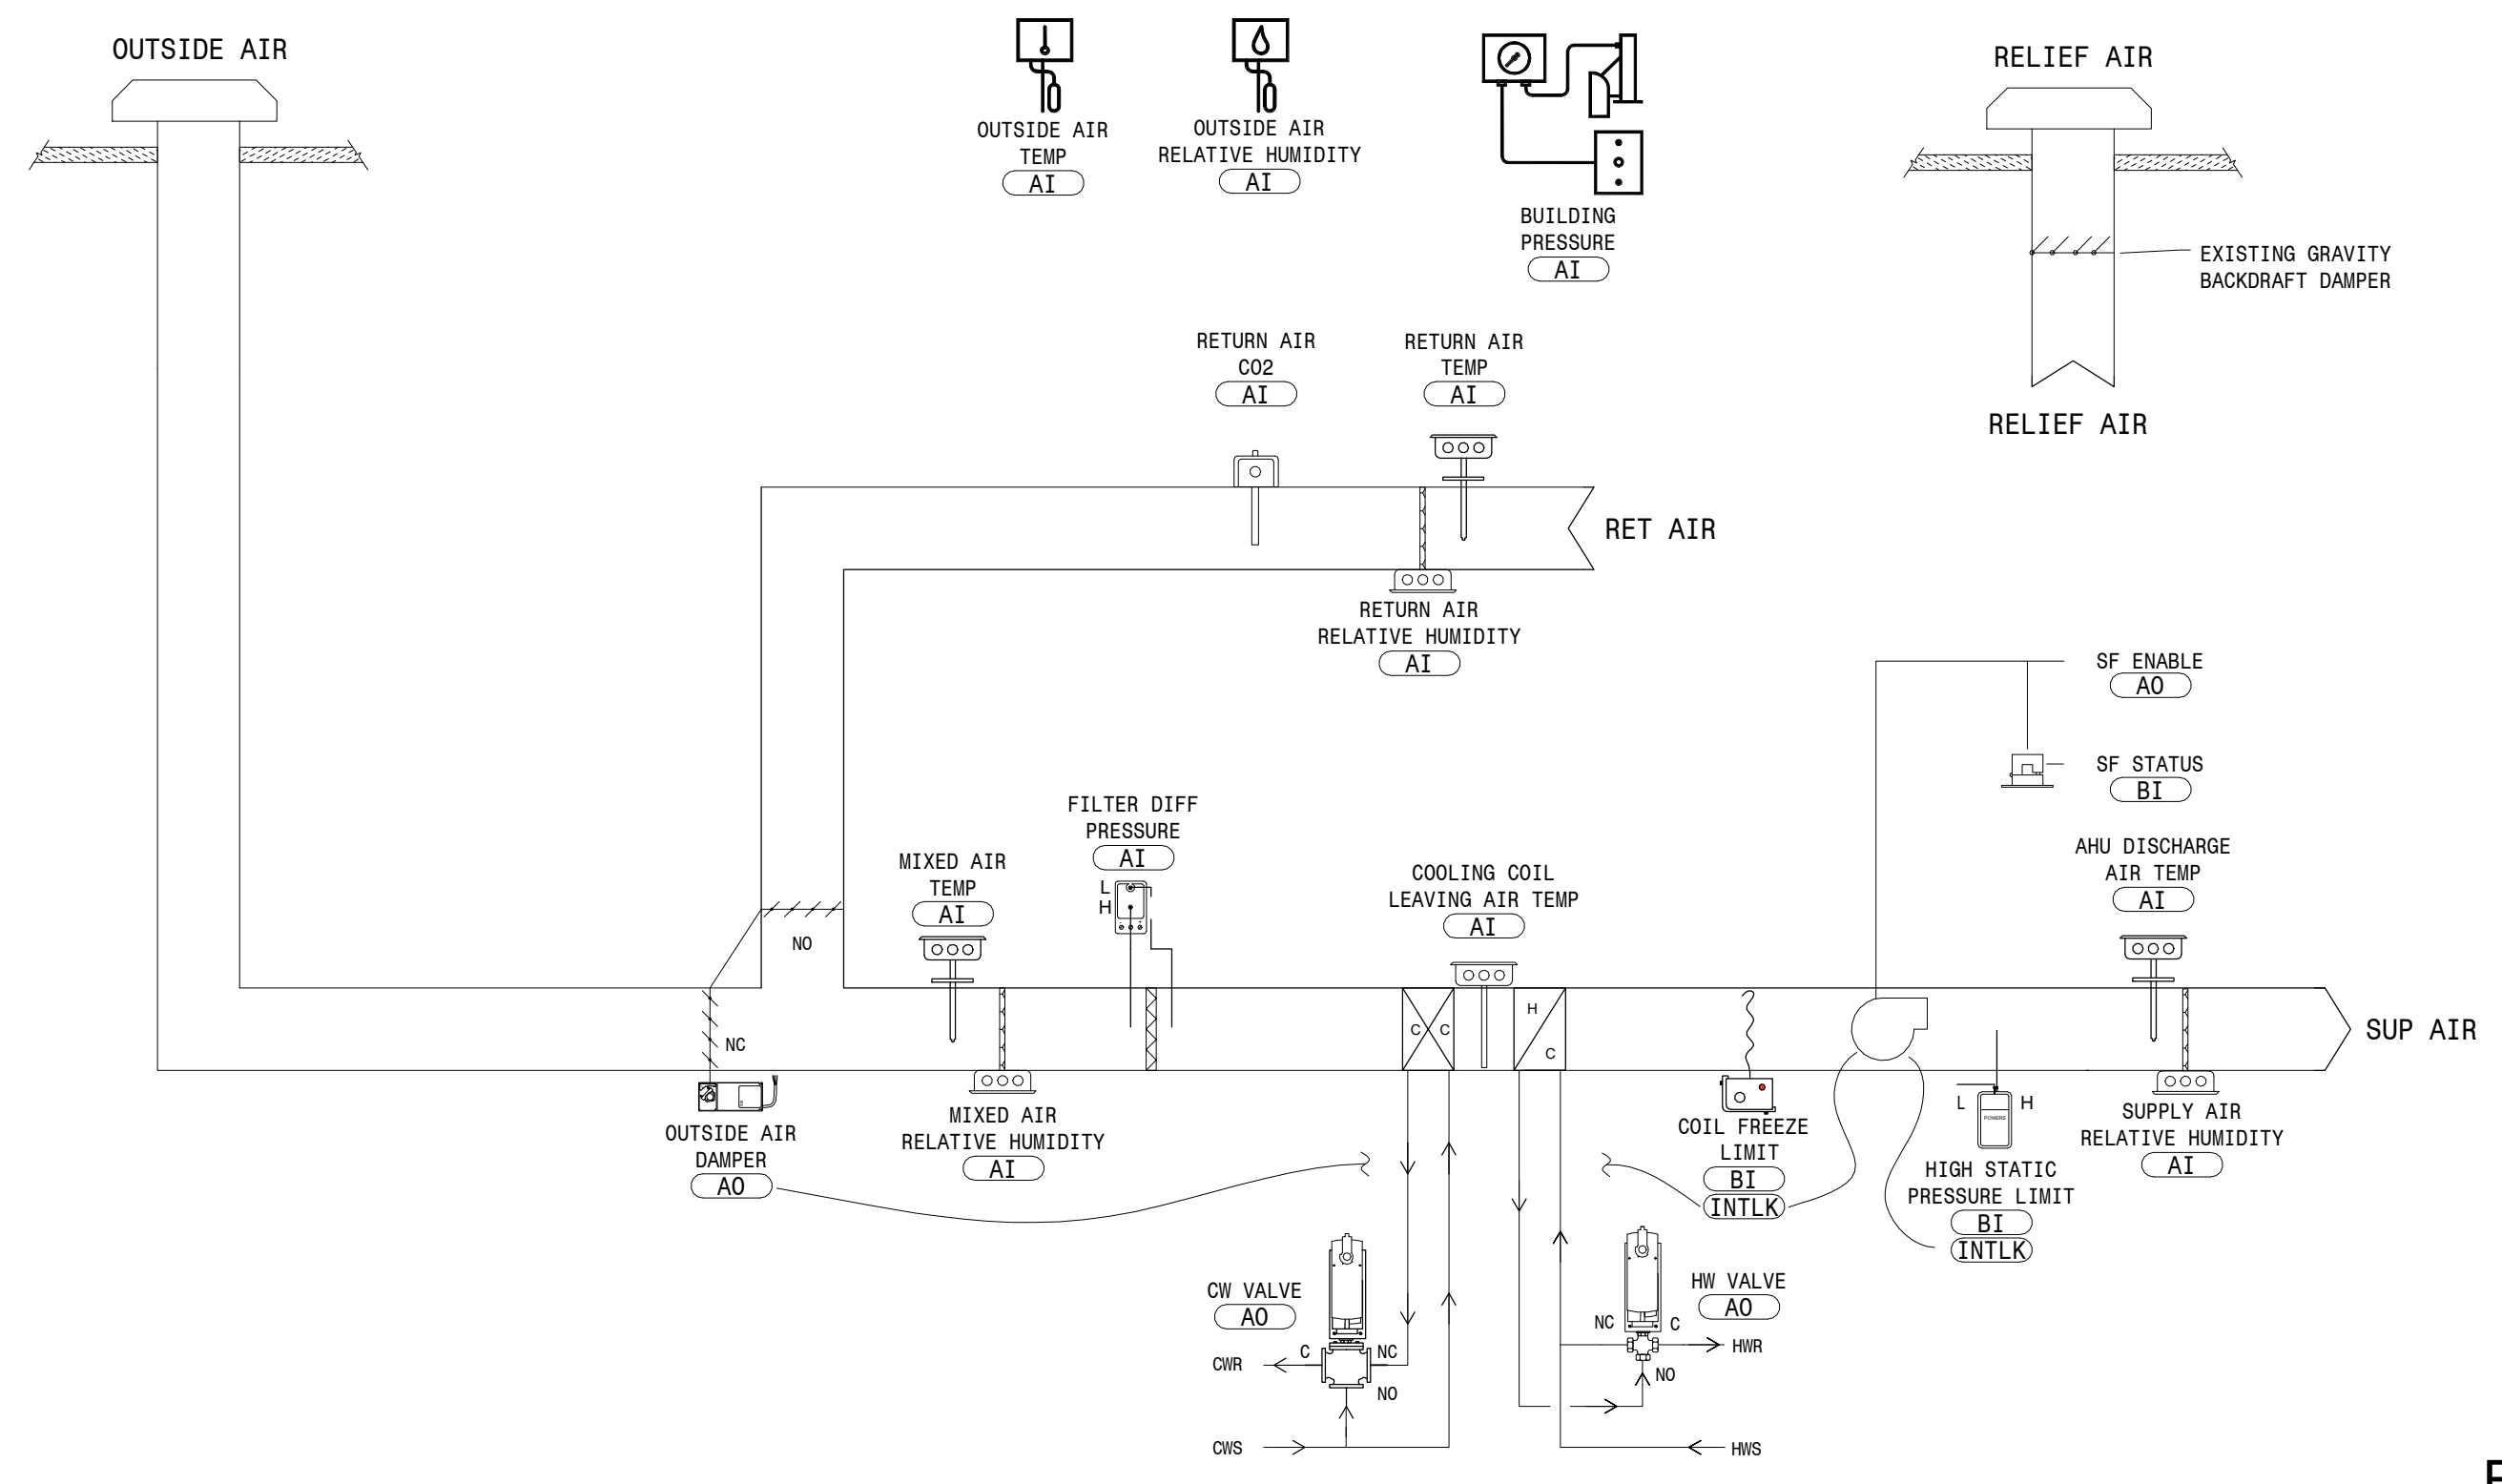 OUTSIDE AIR
OUTSIDE AIR
TEMP
AI
OUTSIDE AIR
RELATIVE HUMIDITY
AI
BUILDING
PRESSURE
AI
RELIEF AIR
EXISTING GRAVITY
BACKDRAFT DAMPER
RELIEF AIR
RETURN AIR
CO2
AI
RETURN AIR
TEMP
AI
RET AIR
RETURN AIR
RELATIVE HUMIDITY
AI
SF ENABLE
AO
SF STATUS
BI
AHU DISCHARGE
AIR TEMP
AI
FILTER DIFF
PRESSURE
AI
L
H
MIXED AIR
TEMP
AI
COOLING COIL
LEAVING AIR TEMP
AI
NO
NC
C C
H
C
SUP AIR
OUTSIDE AIR
DAMPER
AO
MIXED AIR
RELATIVE HUMIDITY
AI
COIL FREEZE
LIMIT
BI
INTLK
L H
POWERS
HIGH STATIC
PRESSURE LIMIT
BI
INTLK
SUPPLY AIR
RELATIVE HUMIDITY
AI
CW VALVE
AO
C NC
CWR
NO
CWS
HW VALVE
AO
NC C
HWR
NO
HWS